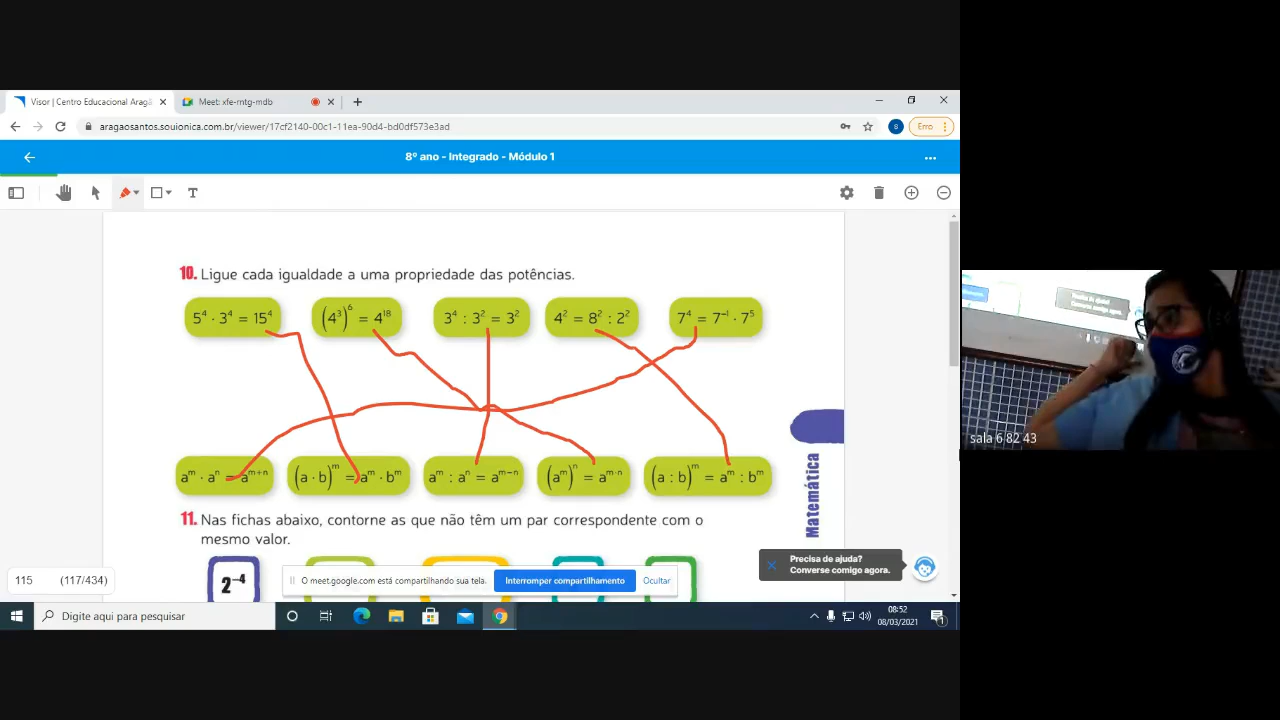 Visor | Centro Educacional Arag
Meet: xfe-mtg-mdb
aragaosantos.souionica.com.br/viewer/17cf2140-00c1-11ea-90d4-bd0df573e3ad
Erro
8º ano - Integrado - Módulo 1
T
10. Ligue cada igualdade a uma propriedade das potências.
5⁴ · 3⁴ = 15⁴ (4³)⁶ = 4¹⁸ 3⁴ : 3² = 3² 4² = 8² : 2² 7⁴ = 7⁻¹ · 7⁵
aᵐ · aⁿ = aᵐ⁺ⁿ (a · b)ᵐ = aᵐ · bᵐ aᵐ : aⁿ = aᵐ⁻ⁿ (aᵐ)ⁿ = aᵐ·ⁿ (a : b)ᵐ = aᵐ : bᵐ
Matemática
11. Nas fichas abaixo, contorne as que não têm um par correspondente com o
mesmo valor.
2⁻⁴
115 (117/434)
O meet.google.com está compartilhando sua tela.
Interromper compartilhamento
Ocultar
Precisa de ajuda?
Converse comigo agora.
Digite aqui para pesquisar
08:52
08/03/2021
1
sala 6 82 43